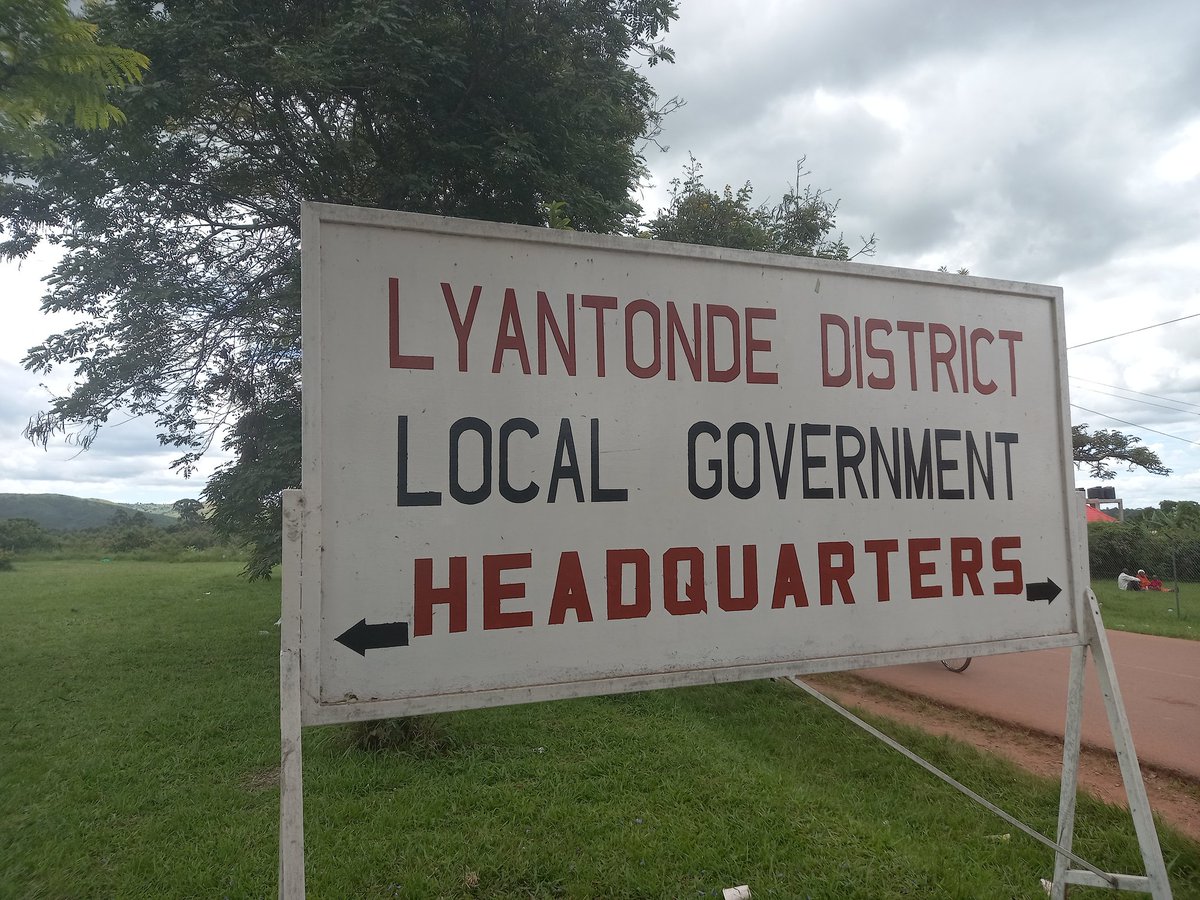 LYANTONDE DISTRICT
LOCAL GOVERNMENT
HEADQUARTERS